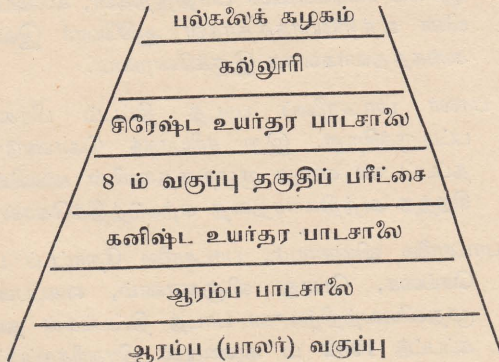 பல்கலைக் கழகம்
கல்லூரி
சிரேஷ்ட உயர்தர பாடசாலை
8 ம் வகுப்பு தகுதிப் பரீட்சை
கனிஷ்ட உயர்தர பாடசாலை
ஆரம்ப பாடசாலை
ஆரம்ப (பாலர்) வகுப்பு